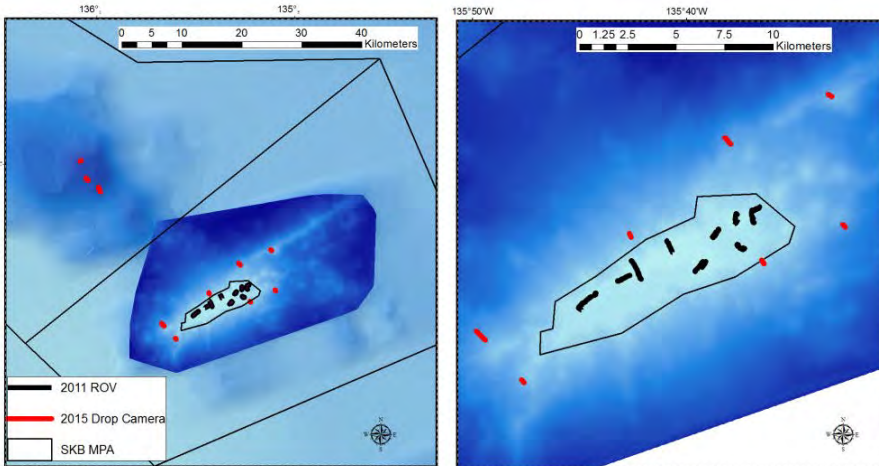 136°,
135°,
0 5 10 20 30 40
Kilometers
2011 ROV
2015 Drop Camera
SKB MPA
N
W E
S
135°50'W
135°40'W
0 1.25 2.5 5 7.5 10
Kilometers
N
W E
S